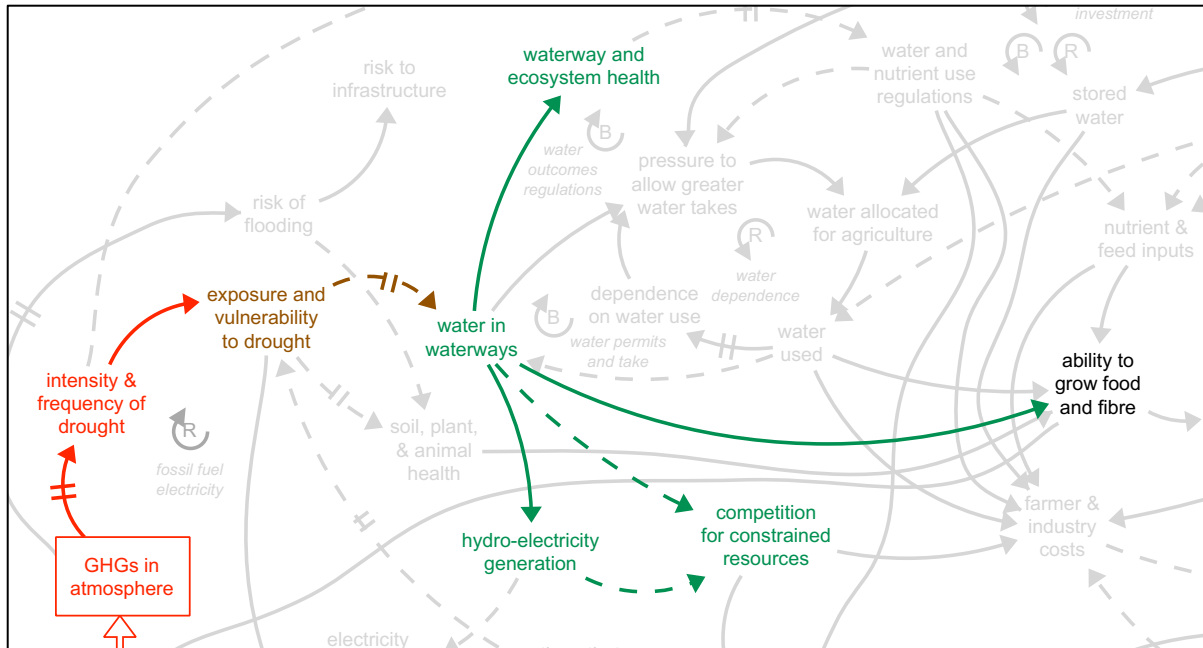 investment
waterway and
ecosystem health
water and
nutrient use
regulations
B
R
risk to
infrastructure
stored
water
B
water
outcomes
regulations
pressure to
allow greater
water takes
risk of
flooding
water allocated
for agriculture
nutrient &
feed inputs
R
water
dependence
exposure and
vulnerability
to drought
dependence
on water use
B
water permits
and take
water in
waterways
water
used
ability to
grow food
and fibre
intensity &
frequency of
drought
R
fossil fuel
electricity
soil, plant,
& animal
health
farmer &
industry
costs
competition
for constrained
resources
hydro-electricity
generation
GHGs in
atmosphere
electricity